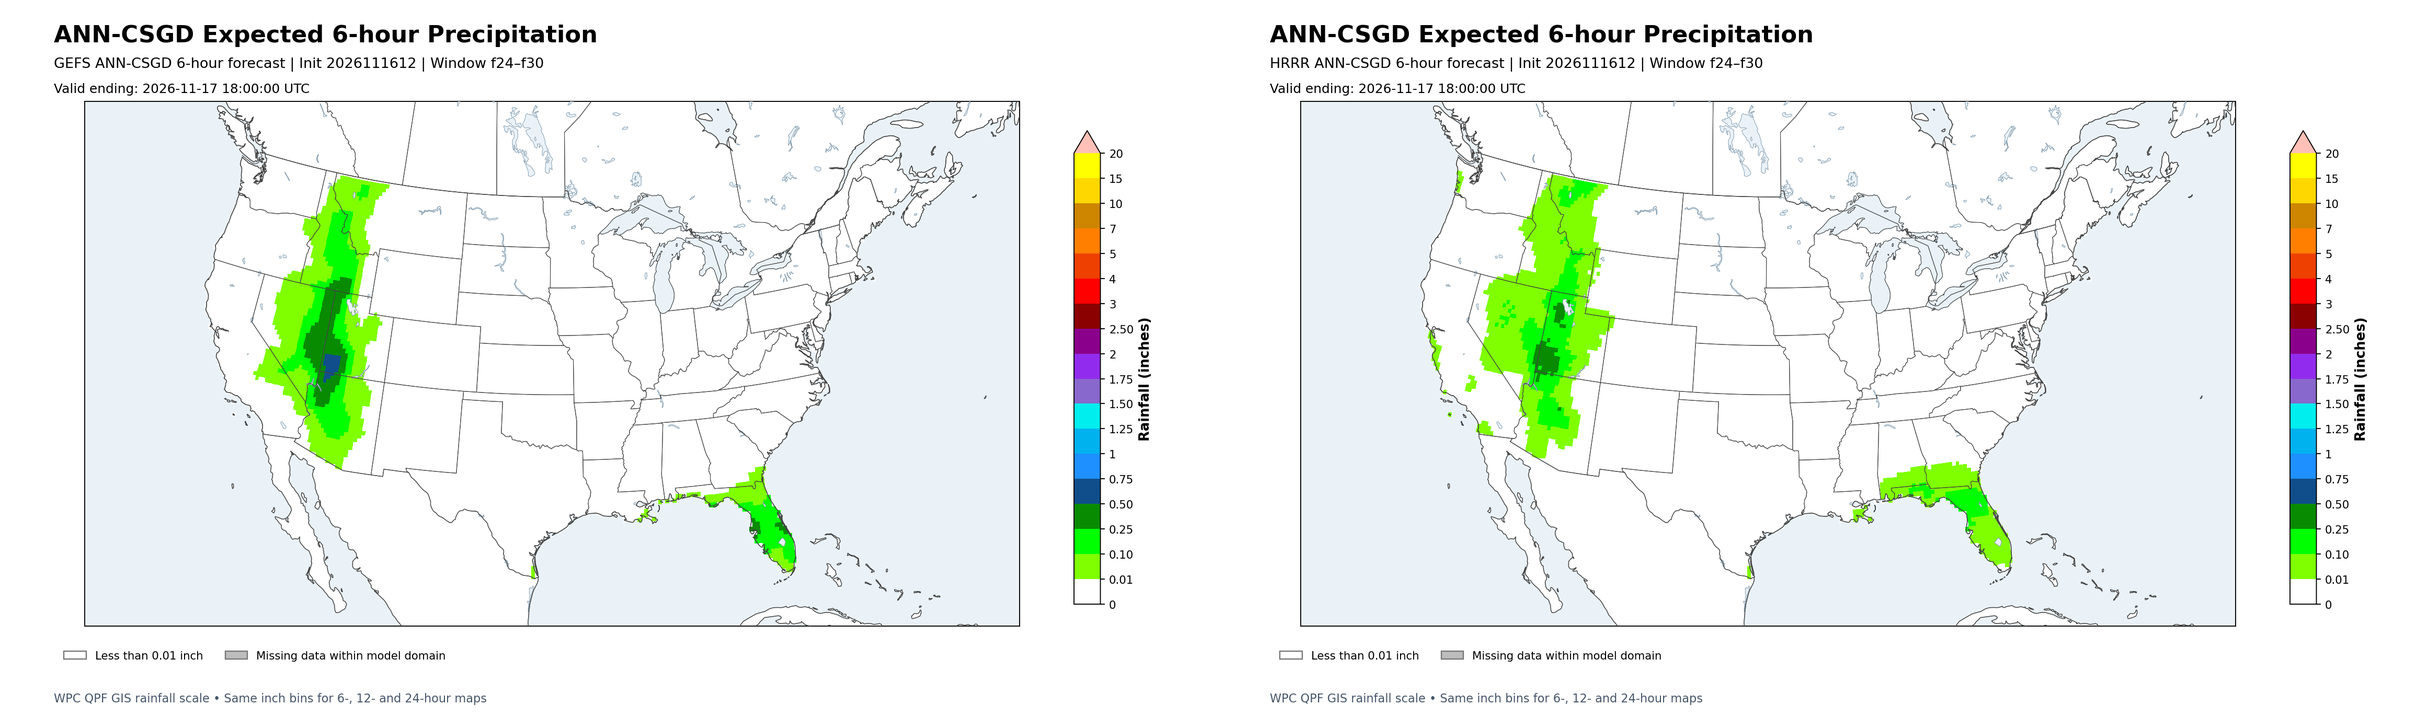 ANN-CSGD Expected 6-hour Precipitation
GEFS ANN-CSGD 6-hour forecast | Init 2026111612 | Window f24–f30
Valid ending: 2026-11-17 18:00:00 UTC
20
15
10
7
5
4
3
2.50
2
1.75
1.50
1.25
1
0.75
0.50
0.25
0.10
0.01
0
Rainfall (inches)
Less than 0.01 inch
Missing data within model domain
WPC QPF GIS rainfall scale • Same inch bins for 6-, 12- and 24-hour maps
ANN-CSGD Expected 6-hour Precipitation
HRRR ANN-CSGD 6-hour forecast | Init 2026111612 | Window f24–f30
Valid ending: 2026-11-17 18:00:00 UTC
20
15
10
7
5
4
3
2.50
2
1.75
1.50
1.25
1
0.75
0.50
0.25
0.10
0.01
0
Rainfall (inches)
Less than 0.01 inch
Missing data within model domain
WPC QPF GIS rainfall scale • Same inch bins for 6-, 12- and 24-hour maps